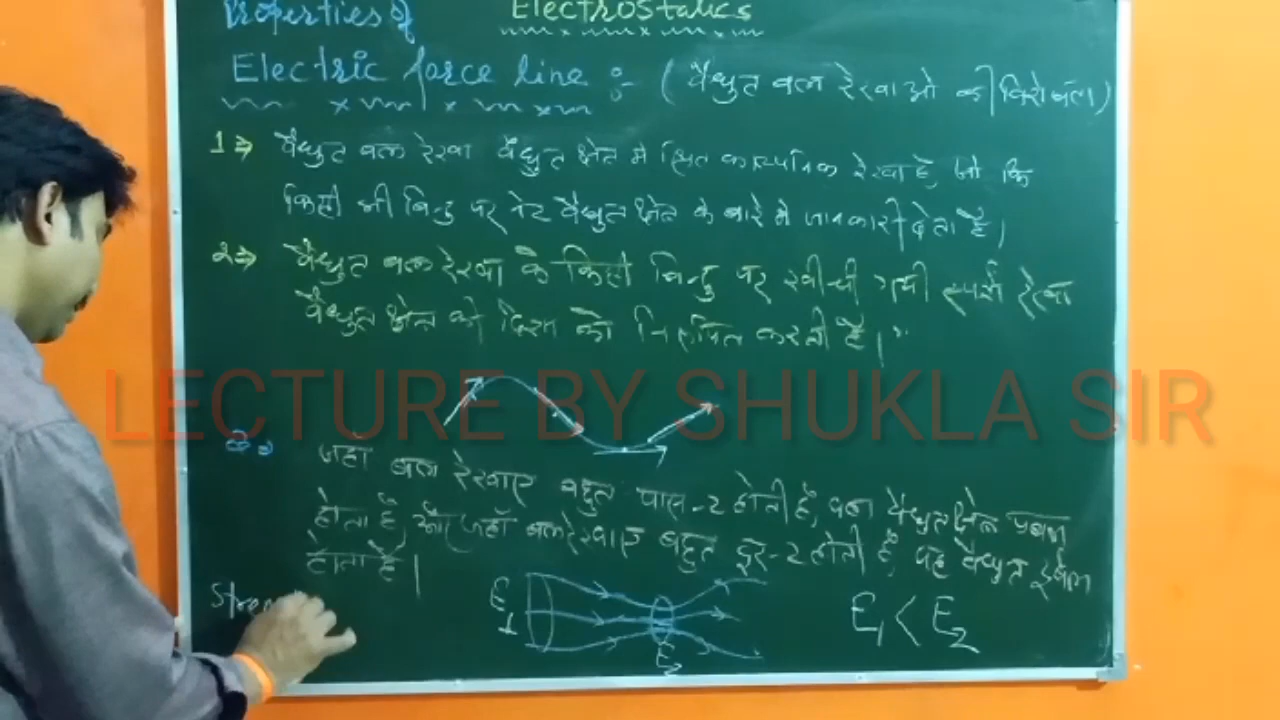 Electrostatics
Properties of
Electric force line :- (वैधुत बल रेखाओ की विशेषता)
1⇒ वैधुत बल रेखा वैधुत क्षेत्र मे स्थित काल्पनिक रेखा है, जो कि
किसी भी बिन्दु पर नेट वैधुत क्षेत्र के बारे मे जानकारी देता है।
2⇒ वैधुत बल रेखा के किसी बिन्दु पर खीची गयी स्पर्श रेखा
वैधुत क्षेत्र की दिशा को निरूपित करती है।
LECTURE BY SHUKLA SIR
जहाँ बल रेखाए बहुत पास-2 होती है, वहा वैधुत क्षेत्र प्रबल
होता है, और जहाँ बल रेखाए बहुत दूर-2 होती है, वह वैधुत दुर्बल
होता है।
E1
E2
E1 < E2